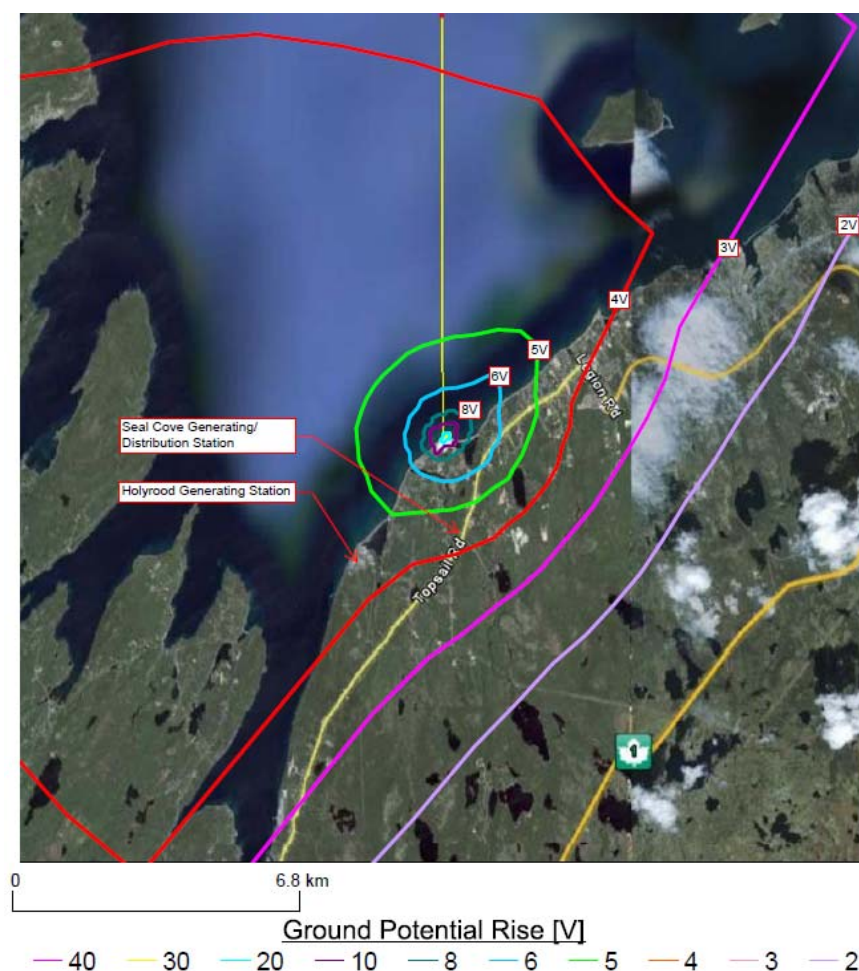 2V
3V
4V
5V
6V
Legion Rd
8V
Seal Cove Generating/
Distribution Station
Holyrood Generating Station
Topsail Rd
1
0 6.8 km
Ground Potential Rise [V]
40 30 20 10 8 6 5 4 3 2